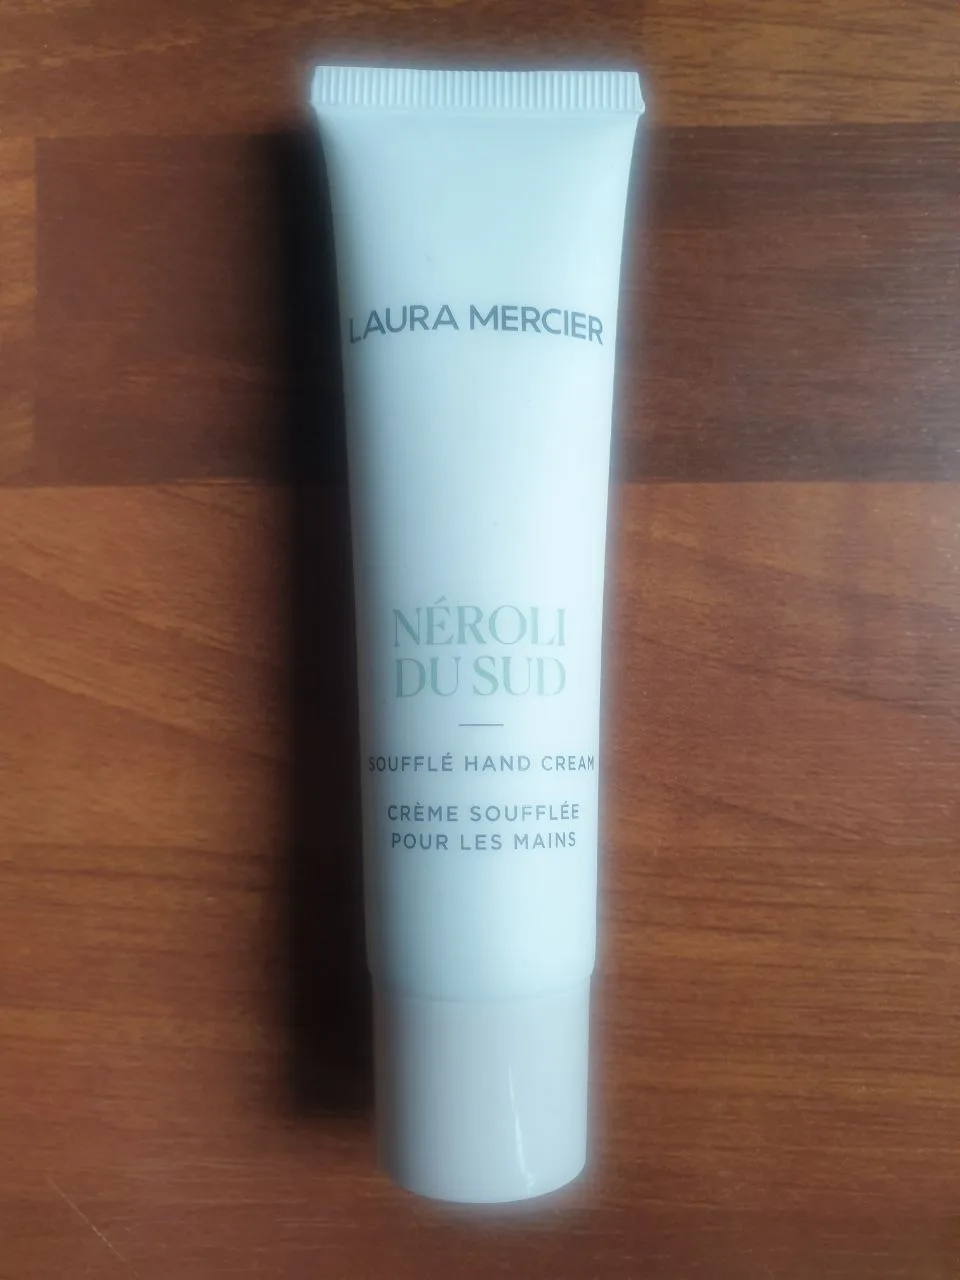 LAURA MERCIER
NÉROLI
DU SUD
SOUFFLÉ HAND CREAM
CRÈME SOUFFLÉE
POUR LES MAINS